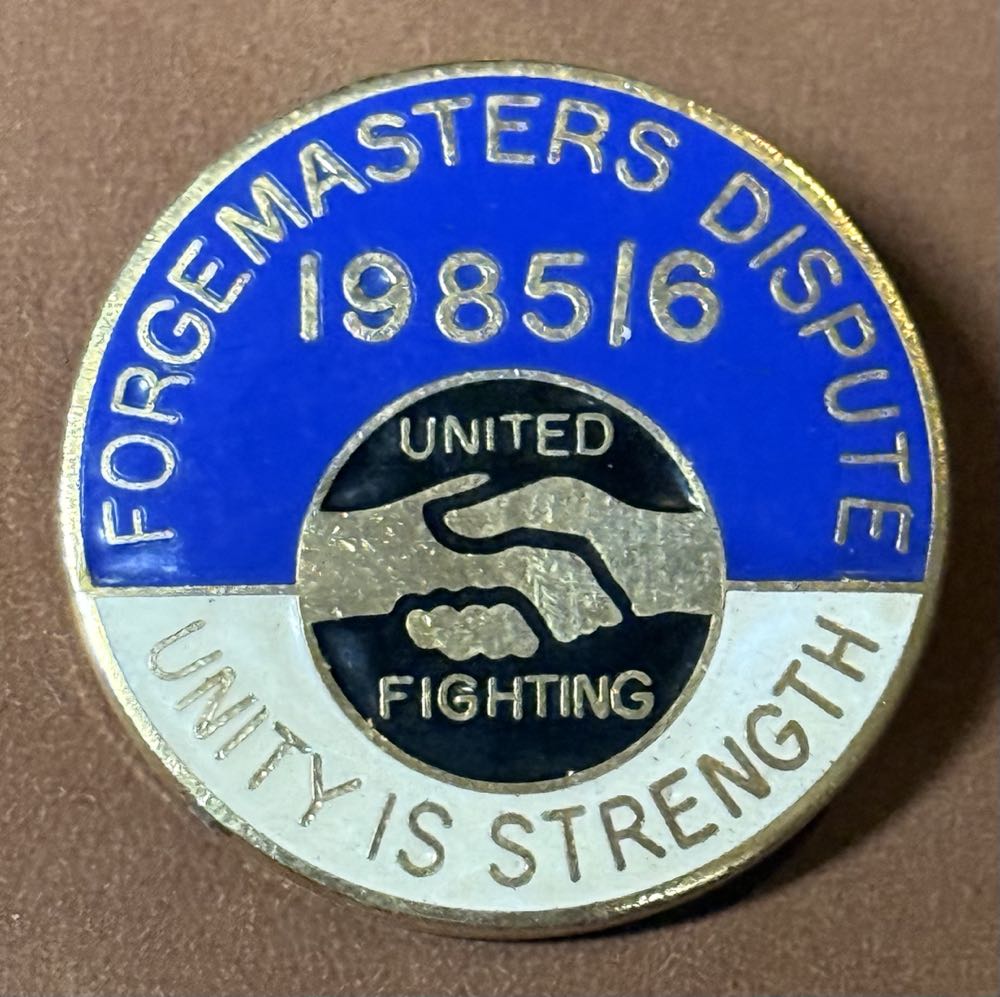 FORGEMASTERS DISPUTE
1985/6
UNITED
FIGHTING
UNITY IS STRENGTH